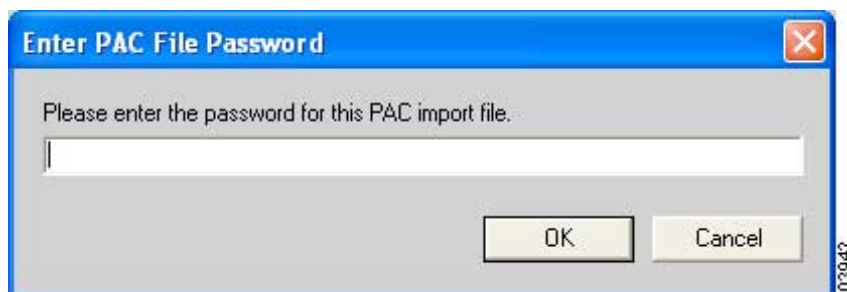 Enter PAC File Password
Please enter the password for this PAC import file.
OK
Cancel